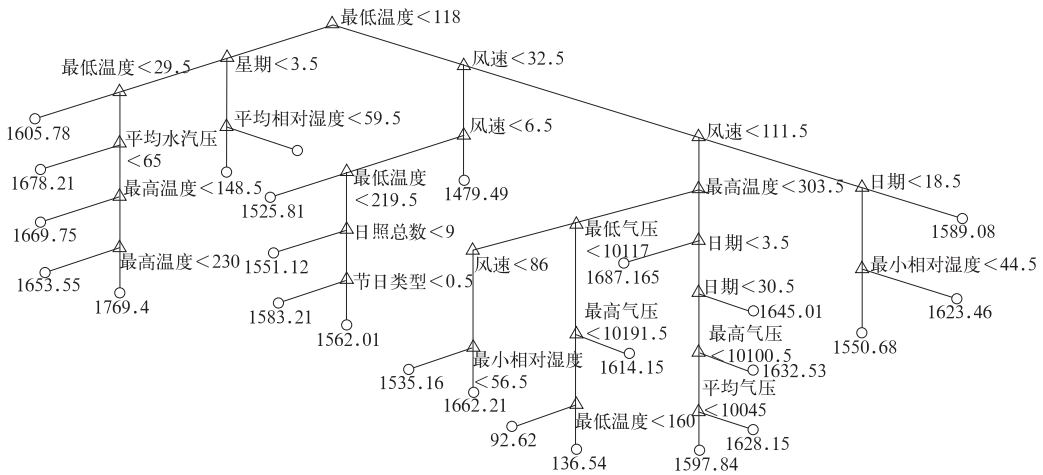 最低温度<118
最低温度<29.5
星期<3.5
风速<32.5
1605.78
平均水汽压
<65
平均相对湿度<59.5
风速<6.5
风速<111.5
1678.21
最高温度<148.5
1525.81
最低温度
<219.5
1479.49
最高温度<303.5
日期<18.5
1669.75
日照总数<9
最低气压
<10117
日期<3.5
1589.08
1653.55
最高温度<230
1551.12
风速<86
1687.165
最小相对湿度<44.5
1769.4
节日类型<0.5
日期<30.5
1583.21
1562.01
最高气压
<10191.5
1645.01
1623.46
1550.68
最高气压
<10100.5
1535.16
最小相对湿度
<56.5
1614.15
1632.53
1662.21
平均气压
<10045
92.62
最低温度<160
1628.15
136.54
1597.84